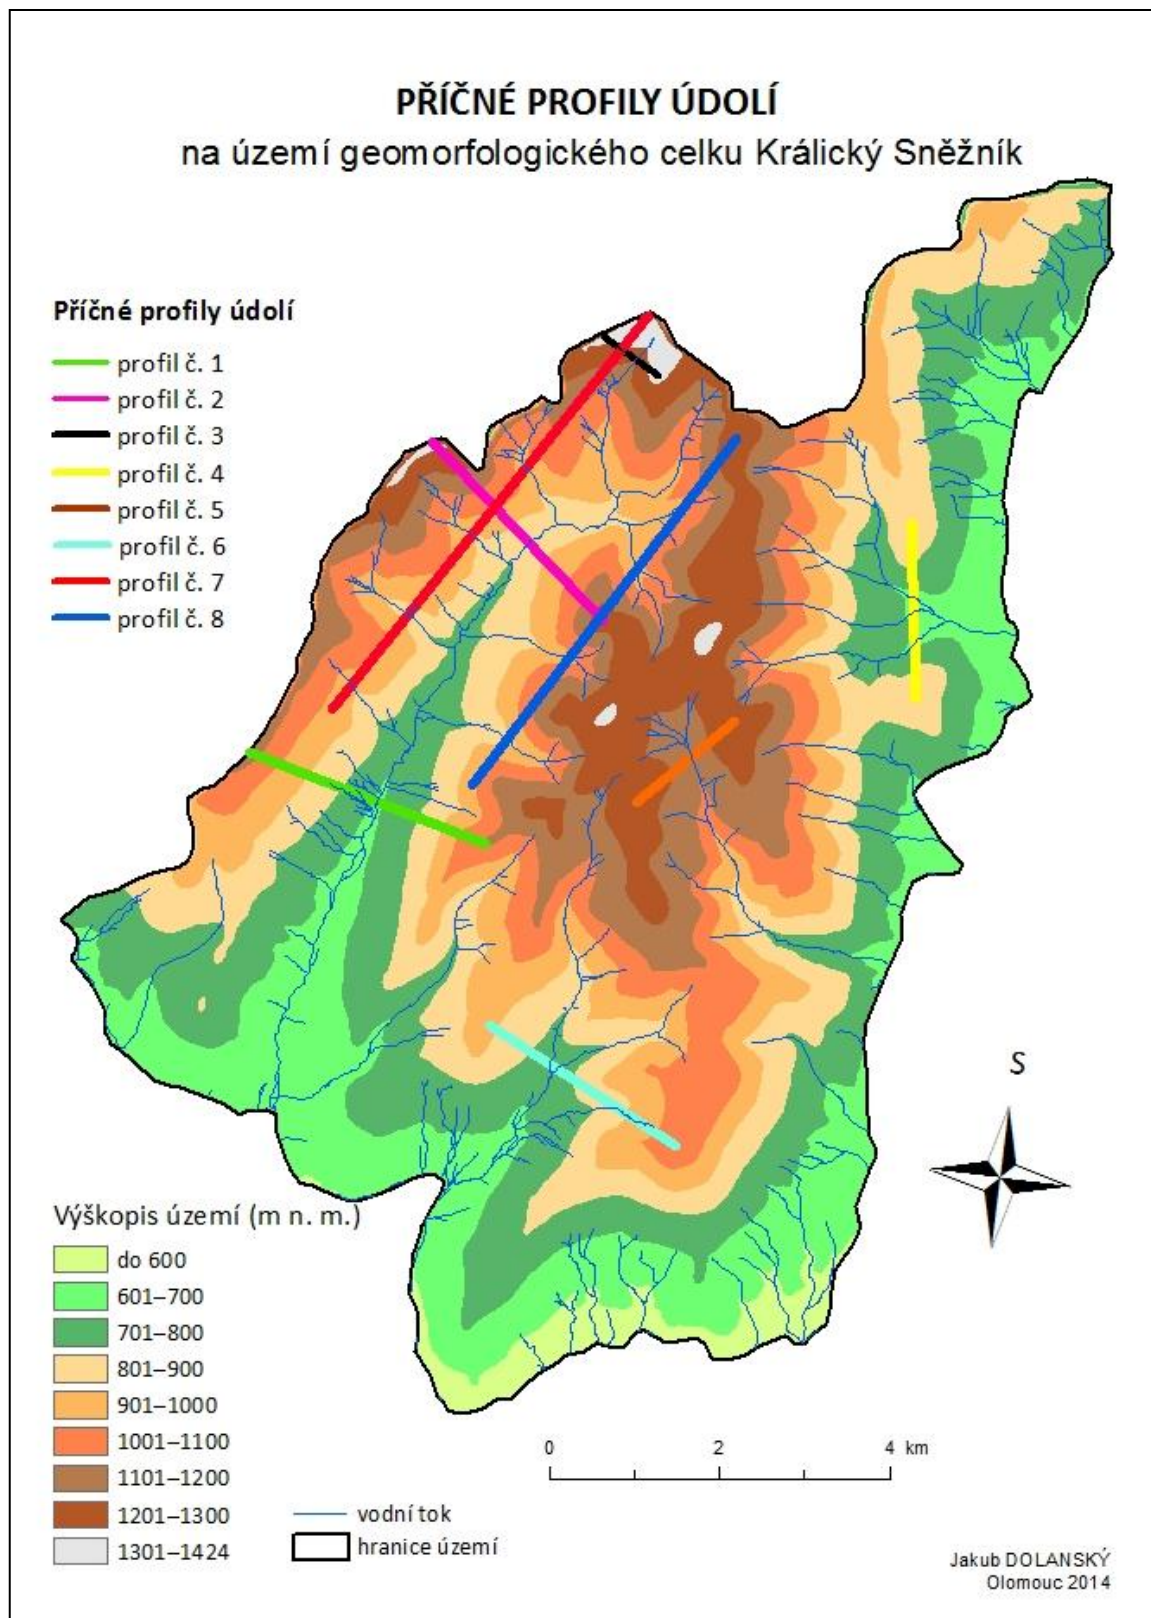 PŘÍČNÉ PROFILY ÚDOLÍ
na území geomorfologického celku Králický Sněžník
Příčné profily údolí
profil č. 1
profil č. 2
profil č. 3
profil č. 4
profil č. 5
profil č. 6
profil č. 7
profil č. 8
S
Výškopis území (m n. m.)
do 600
601–700
701–800
801–900
901–1000
1001–1100
1101–1200
1201–1300
1301–1424
0 2 4 km
vodní tok
hranice území
Jakub DOLANSKÝ
Olomouc 2014